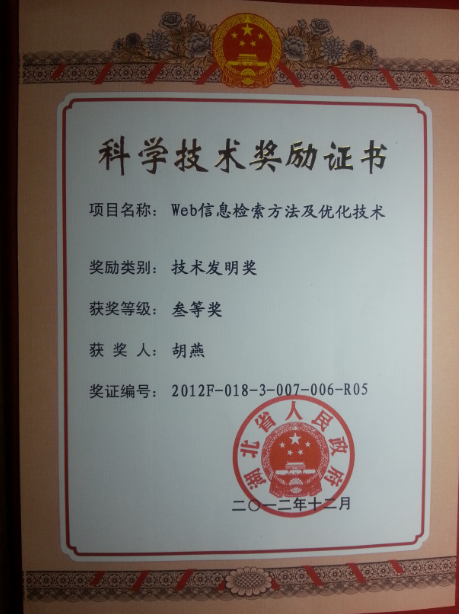 科学技术奖励证书
项目名称：Web信息检索方法及优化技术
奖励类别：技术发明奖
获奖等级：叁等奖
获奖人：胡燕
奖证编号：2012F-018-3-007-006-R05
湖北省人民政府
二〇一二年十二月